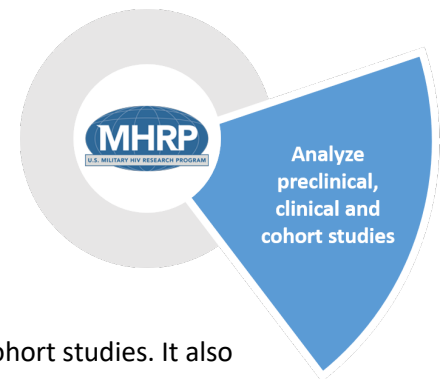 MHRP
U.S. MILITARY HIV RESEARCH PROGRAM
Analyze
preclinical,
clinical and
cohort studies
ohort studies. It also